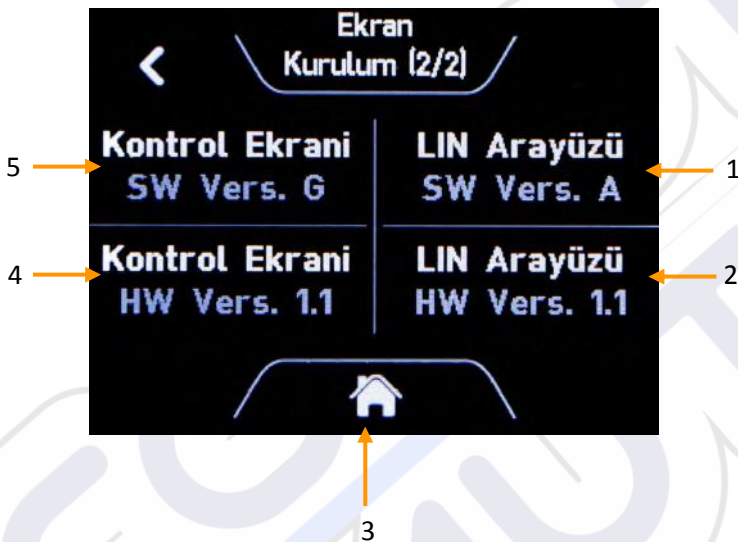 Ekran
Kurulum (2/2)
Kontrol Ekrani
SW Vers. G
LIN Arayüzü
SW Vers. A
Kontrol Ekrani
HW Vers. 1.1
LIN Arayüzü
HW Vers. 1.1
5
1
4
2
3